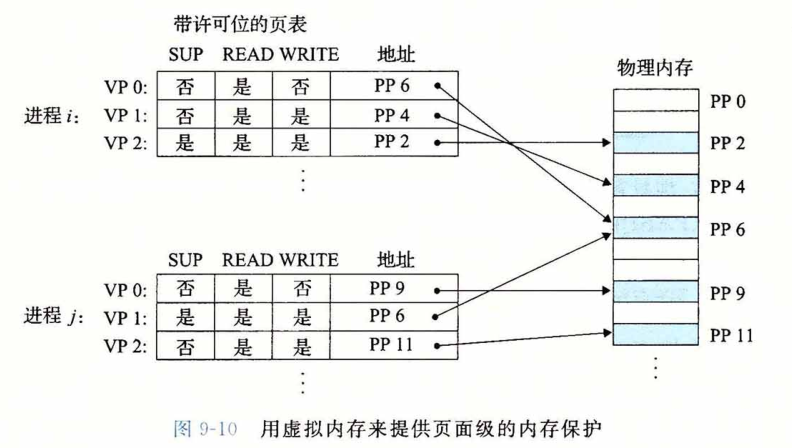 带许可位的页表
SUP READ WRITE 地址
VP 0: 否 是 否 PP 6
进程 i: VP 1: 否 是 是 PP 4
VP 2: 是 是 是 PP 2
⋮
SUP READ WRITE 地址
VP 0: 否 是 否 PP 9
进程 j: VP 1: 是 是 是 PP 6
VP 2: 否 是 是 PP 11
⋮
物理内存
PP 0
PP 2
PP 4
PP 6
PP 9
PP 11
⋮
图 9-10 用虚拟内存来提供页面级的内存保护